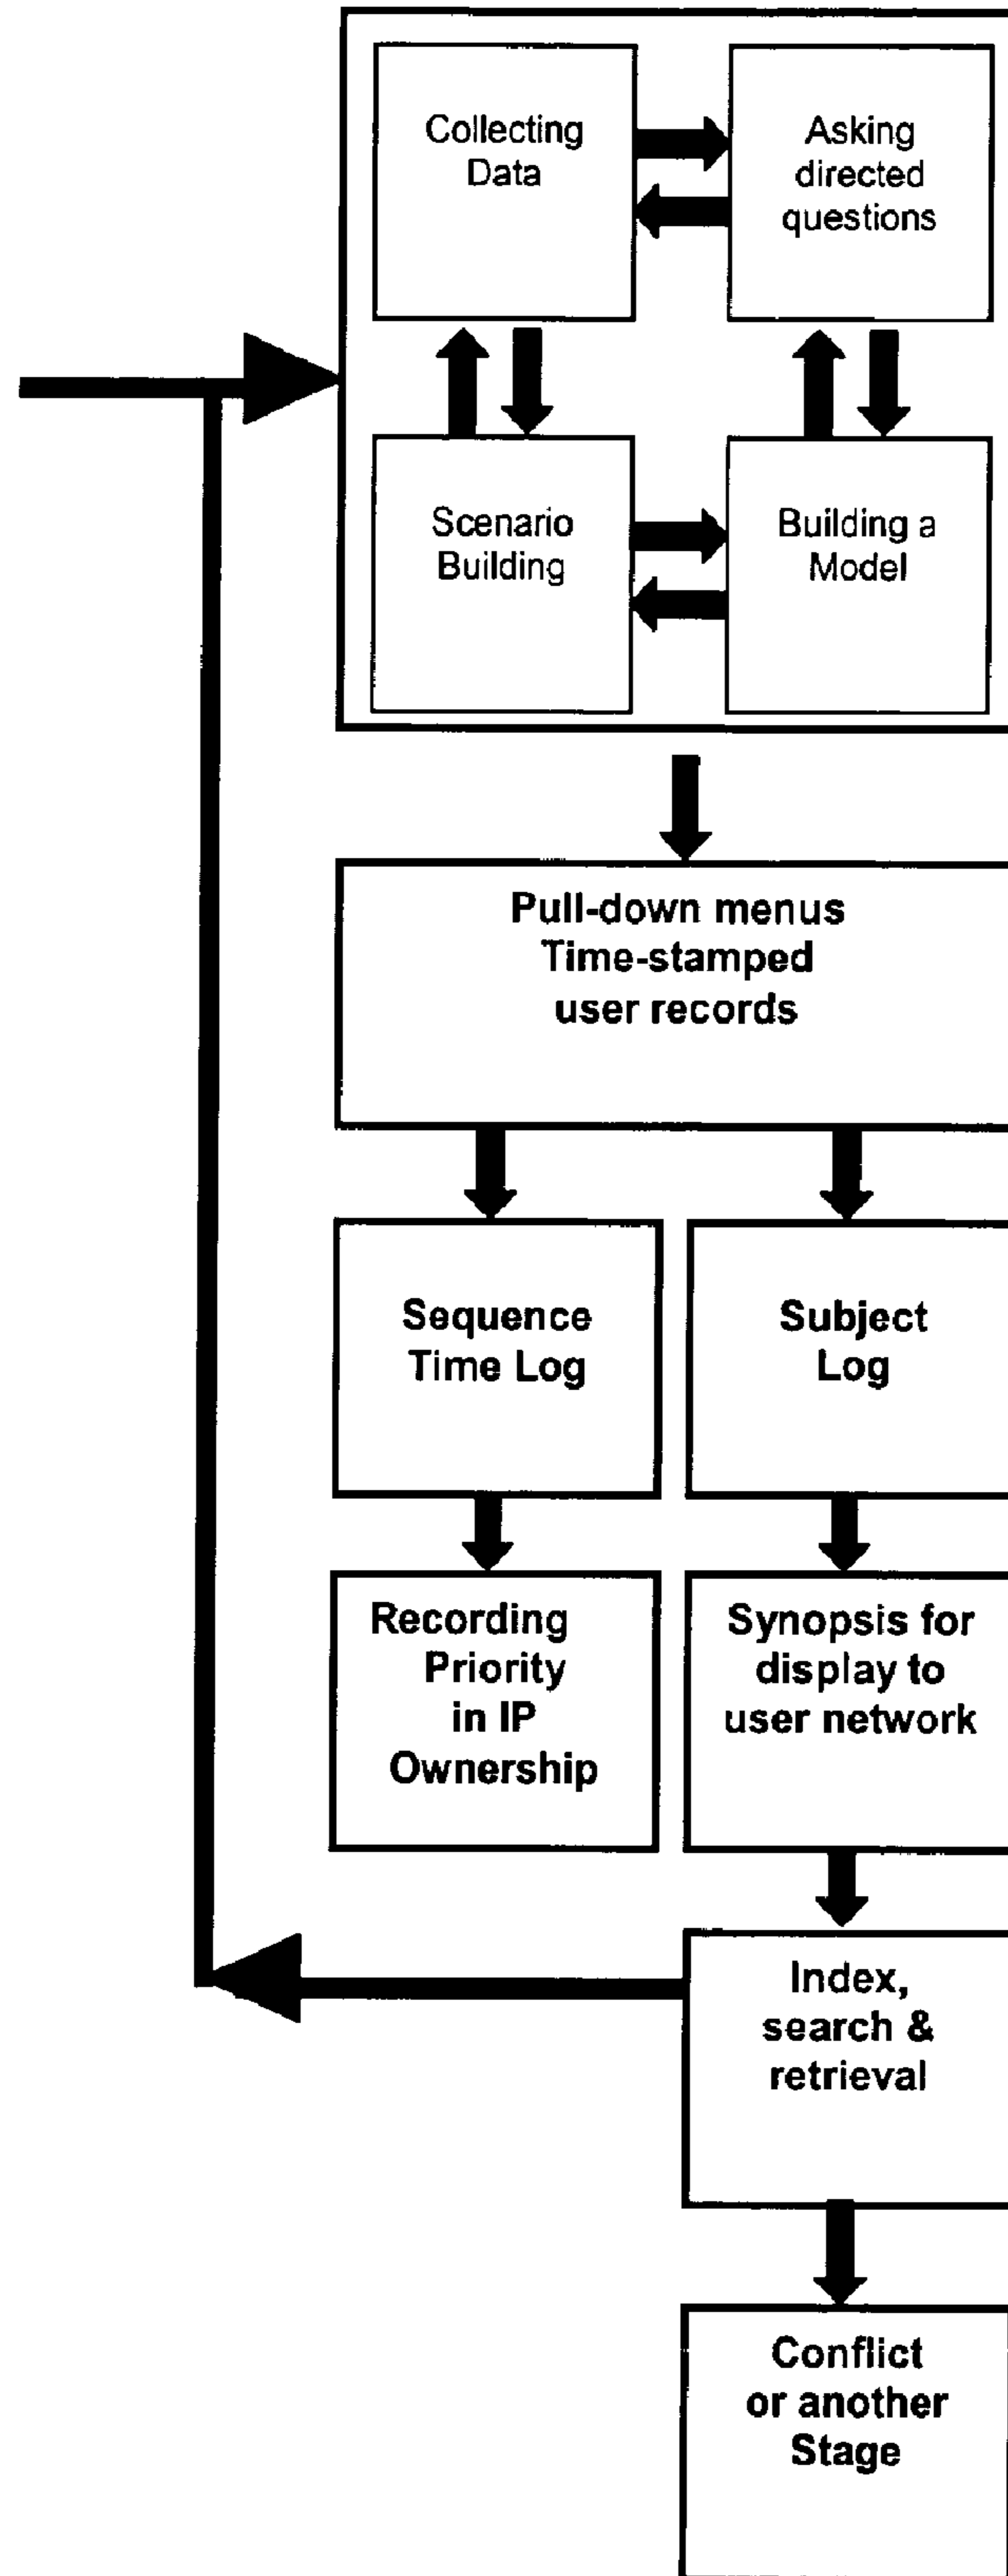 Collecting
Data
Asking
directed
questions
Scenario
Building
Building a
Model
Pull-down menus
Time-stamped
user records
Sequence
Time Log
Subject
Log
Recording
Priority
in IP
Ownership
Synopsis for
display to
user network
Index,
search &
retrieval
Conflict
or another
Stage